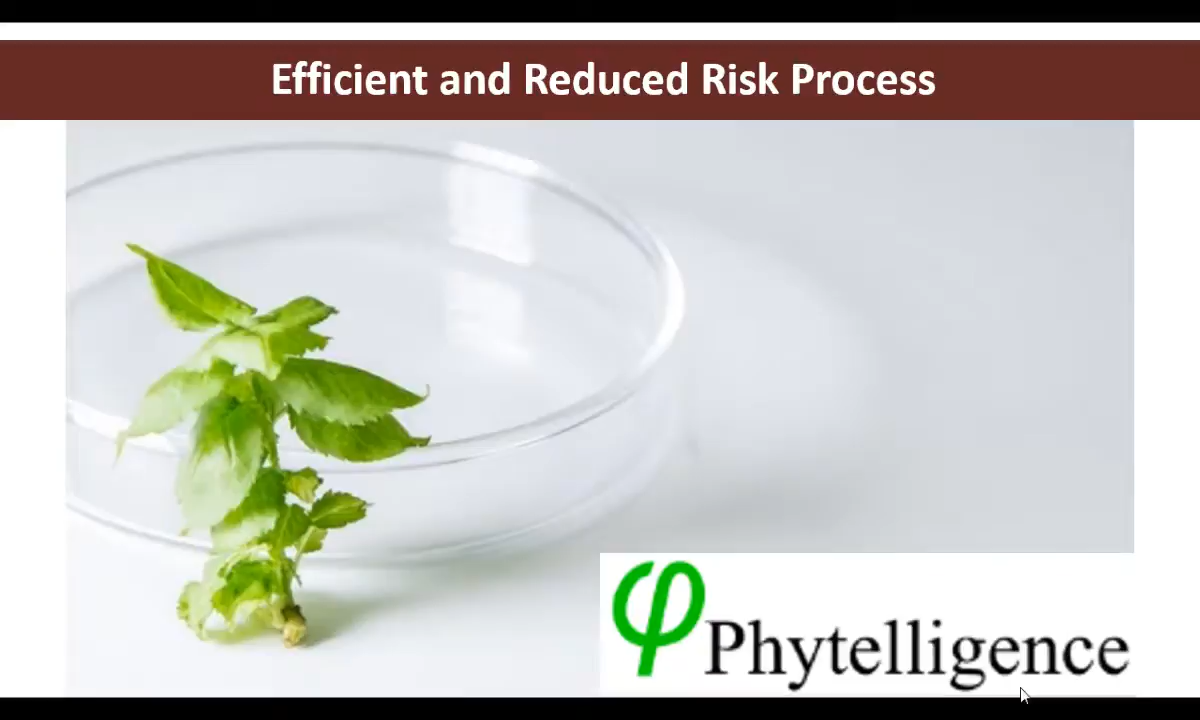 Efficient and Reduced Risk Process
φ Phytelligence